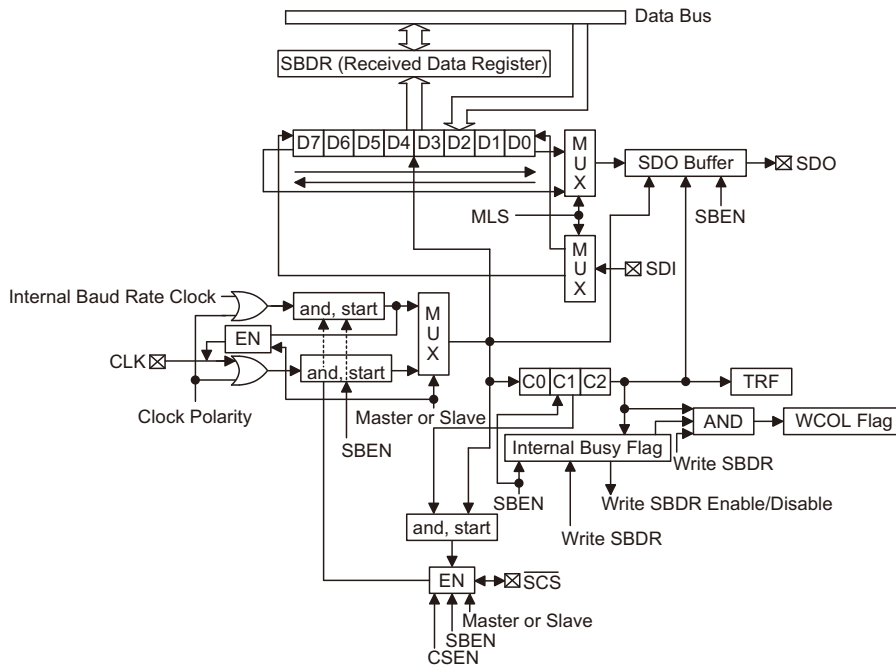 Data Bus
SBDR (Received Data Register)
D7 D6 D5 D4 D3 D2 D1 D0
MUX
SDO Buffer
SDO
MLS
SBEN
MUX
SDI
Internal Baud Rate Clock
and, start
MUX
EN
CLK
and, start
Clock Polarity
Master or Slave
SBEN
C0 C1 C2
TRF
AND
WCOL Flag
Internal Busy Flag
Write SBDR
SBEN
Write SBDR Enable/Disable
and, start
Write SBDR
EN
SCS
Master or Slave
SBEN
CSEN